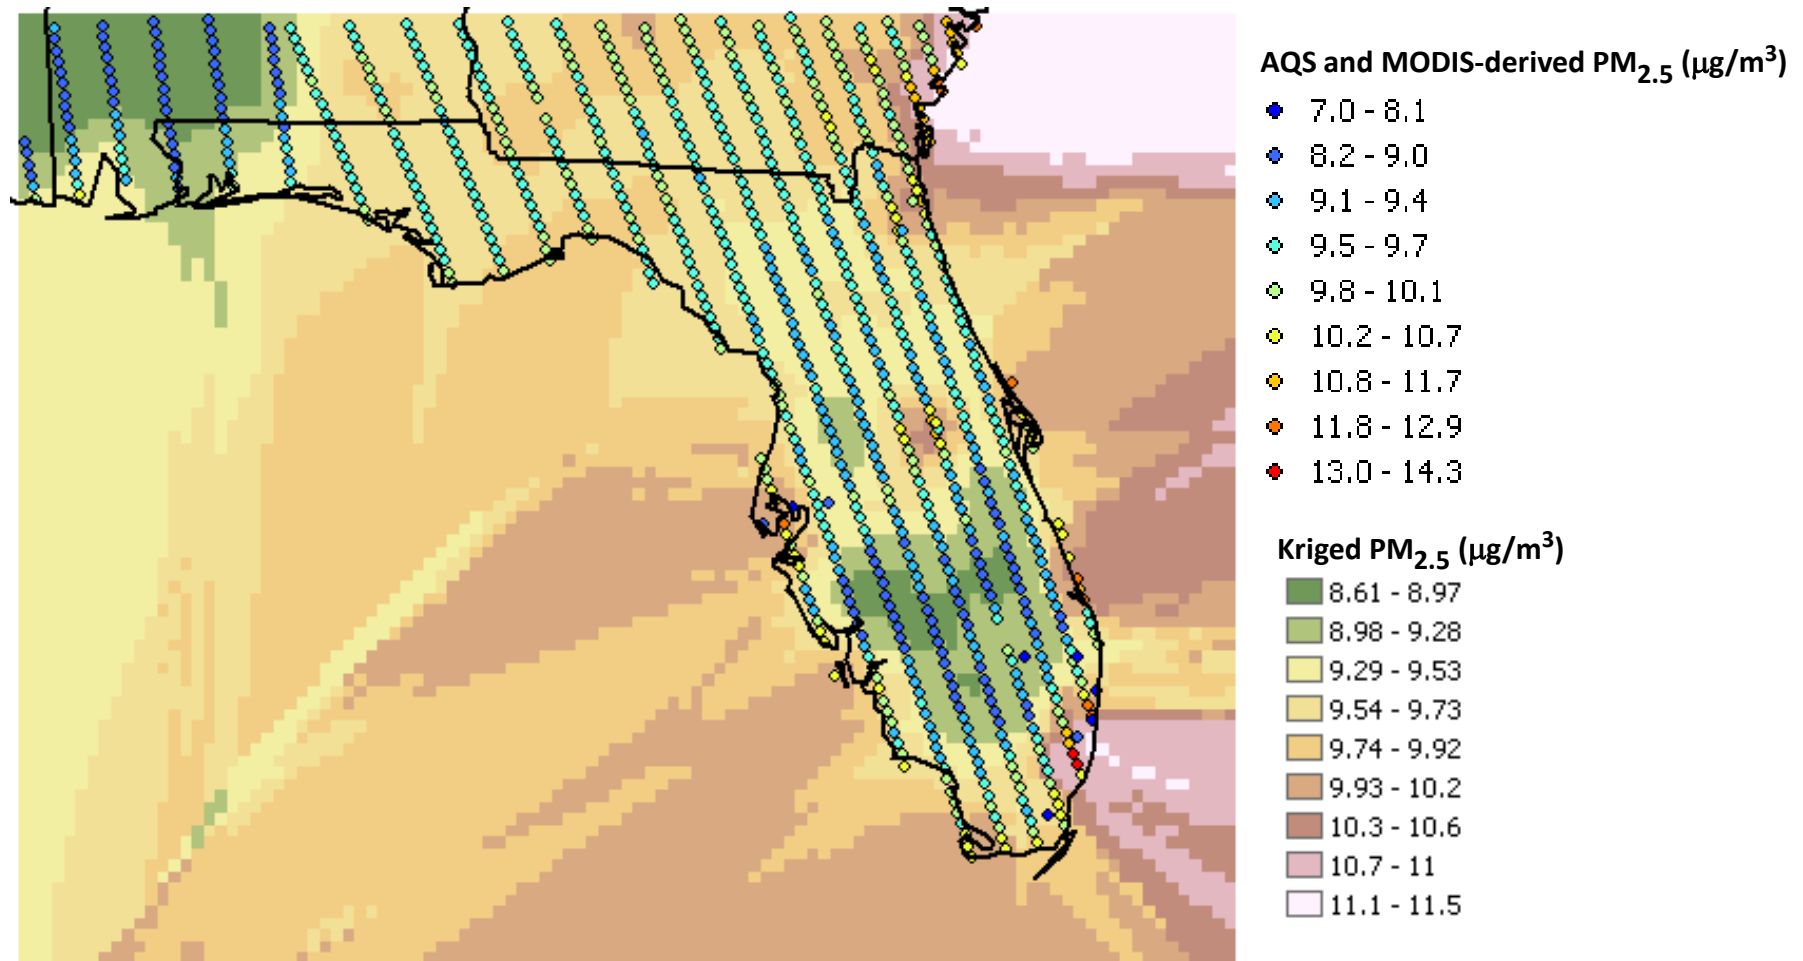 AQS and MODIS-derived PM2.5 (µg/m3)
7.0 - 8.1
8.2 - 9.0
9.1 - 9.4
9.5 - 9.7
9.8 - 10.1
10.2 - 10.7
10.8 - 11.7
11.8 - 12.9
13.0 - 14.3
Kriged PM2.5 (µg/m3)
8.61 - 8.97
8.98 - 9.28
9.29 - 9.53
9.54 - 9.73
9.74 - 9.92
9.93 - 10.2
10.3 - 10.6
10.7 - 11
11.1 - 11.5